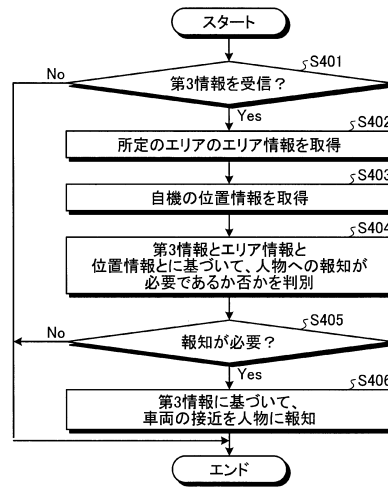 スタート
S401
第3情報を受信？
No
Yes
S402
所定のエリアのエリア情報を取得
S403
自機の位置情報を取得
S404
第3情報とエリア情報と
位置情報とに基づいて、人物への報知が
必要であるか否かを判別
S405
No
報知が必要？
Yes
S406
第3情報に基づいて、
車両の接近を人物に報知
エンド